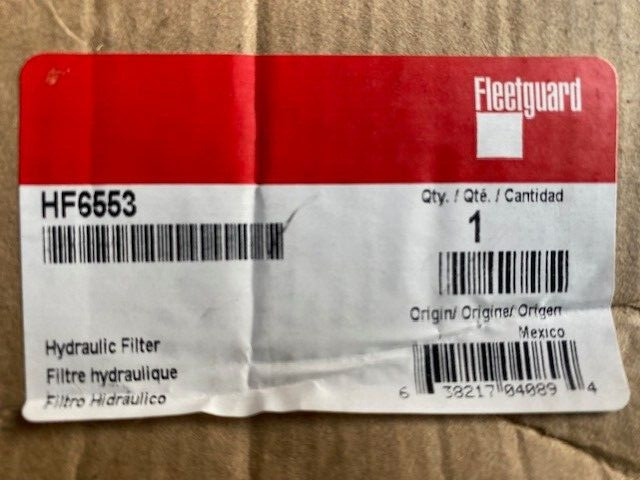 Fleetguard
HF6553
Qty. / Qté. / Cantidad
1
Origin/ Origine/ Origen
Mexico
Hydraulic Filter
Filtre hydraulique
Filtro Hidráulico
6 38217 04089 4